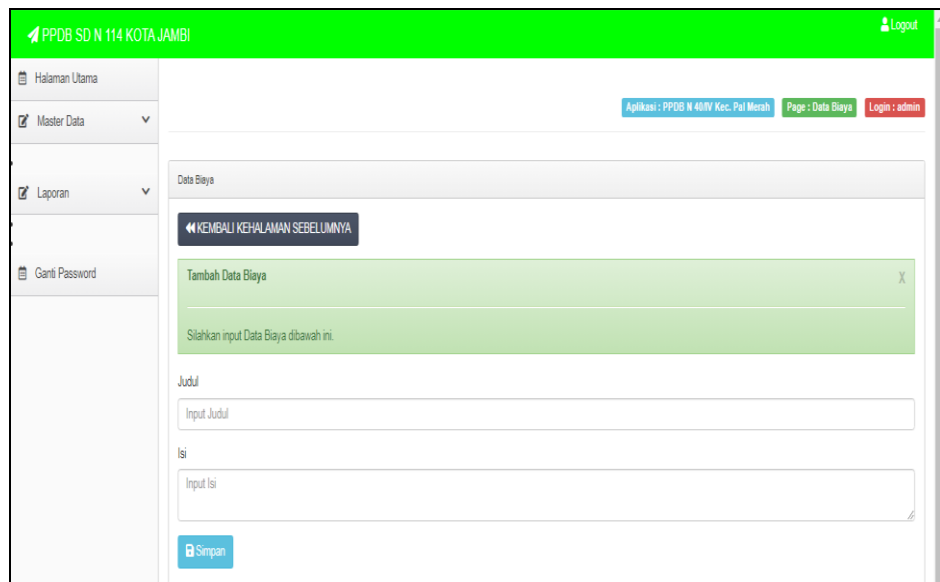 PPDB SD N 114 KOTA JAMBI
Logout
Halaman Utama
Master Data
Laporan
Ganti Password
Aplikasi : PPDB N 40/IV Kec. Pal Merah
Page : Data Biaya
Login : admin
Data Biaya
KEMBALI KEHALAMAN SEBELUMNYA
Tambah Data Biaya
X
Silahkan input Data Biaya dibawah ini.
Judul
Input Judul
Isi
Input Isi
Simpan